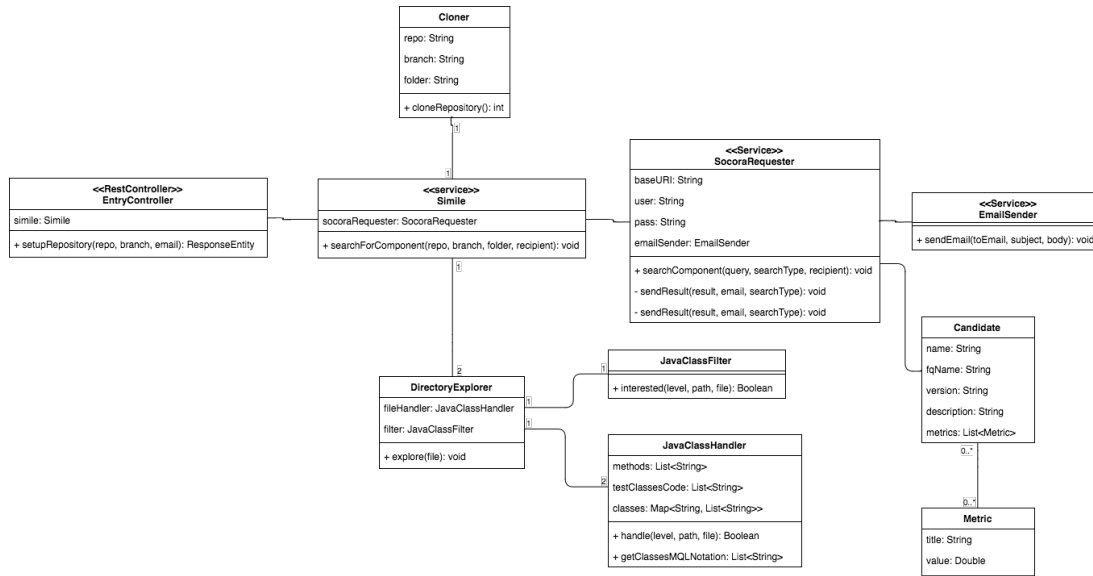 Cloner
repo: String
branch: String
folder: String
+ cloneRepository(): int
1
1
<<RestController>>
EntryController
simile: Simile
+ setupRepository(repo, branch, email): ResponseEntity
<<service>>
Simile
socoraRequester: SocoraRequester
+ searchForComponent(repo, branch, folder, recipient): void
1
2
<<Service>>
SocoraRequester
baseURI: String
user: String
pass: String
emailSender: EmailSender
+ searchComponent(query, searchType, recipient): void
- sendResult(result, email, searchType): void
- sendResult(result, email, searchType): void
<<Service>>
EmailSender
+ sendEmail(toEmail, subject, body): void
Candidate
name: String
fqName: String
version: String
description: String
metrics: List<Metric>
0..*
0..*
Metric
title: String
value: Double
DirectoryExplorer
fileHandler: JavaClassHandler
filter: JavaClassFilter
+ explore(file): void
1
1
1
2
JavaClassFilter
+ interested(level, path, file): Boolean
JavaClassHandler
methods: List<String>
testClassesCode: List<String>
classes: Map<String, List<String>>
+ handle(level, path, file): Boolean
+ getClassesMQLNotation: List<String>